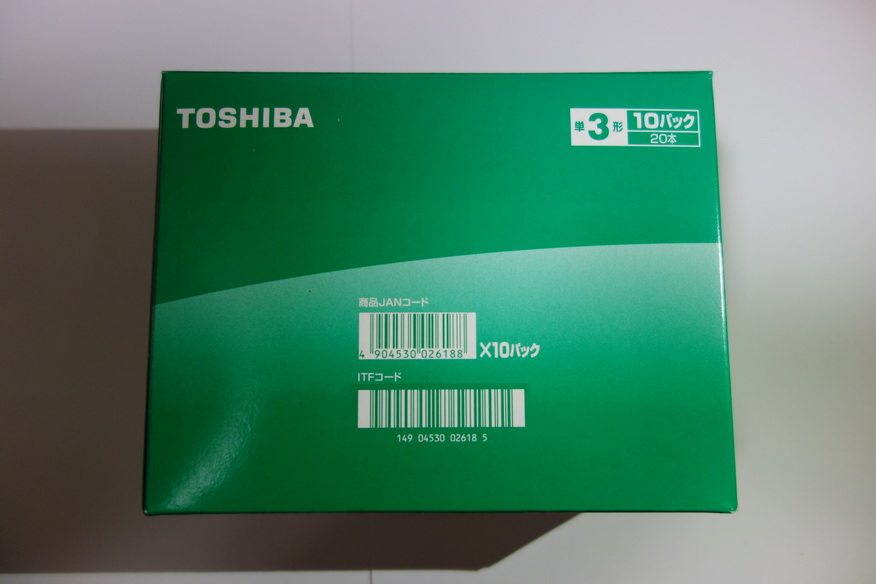 TOSHIBA
単3形 10パック
20本
商品JANコード
4 904530 026188
X10パック
ITFコード
149 04530 02618 5